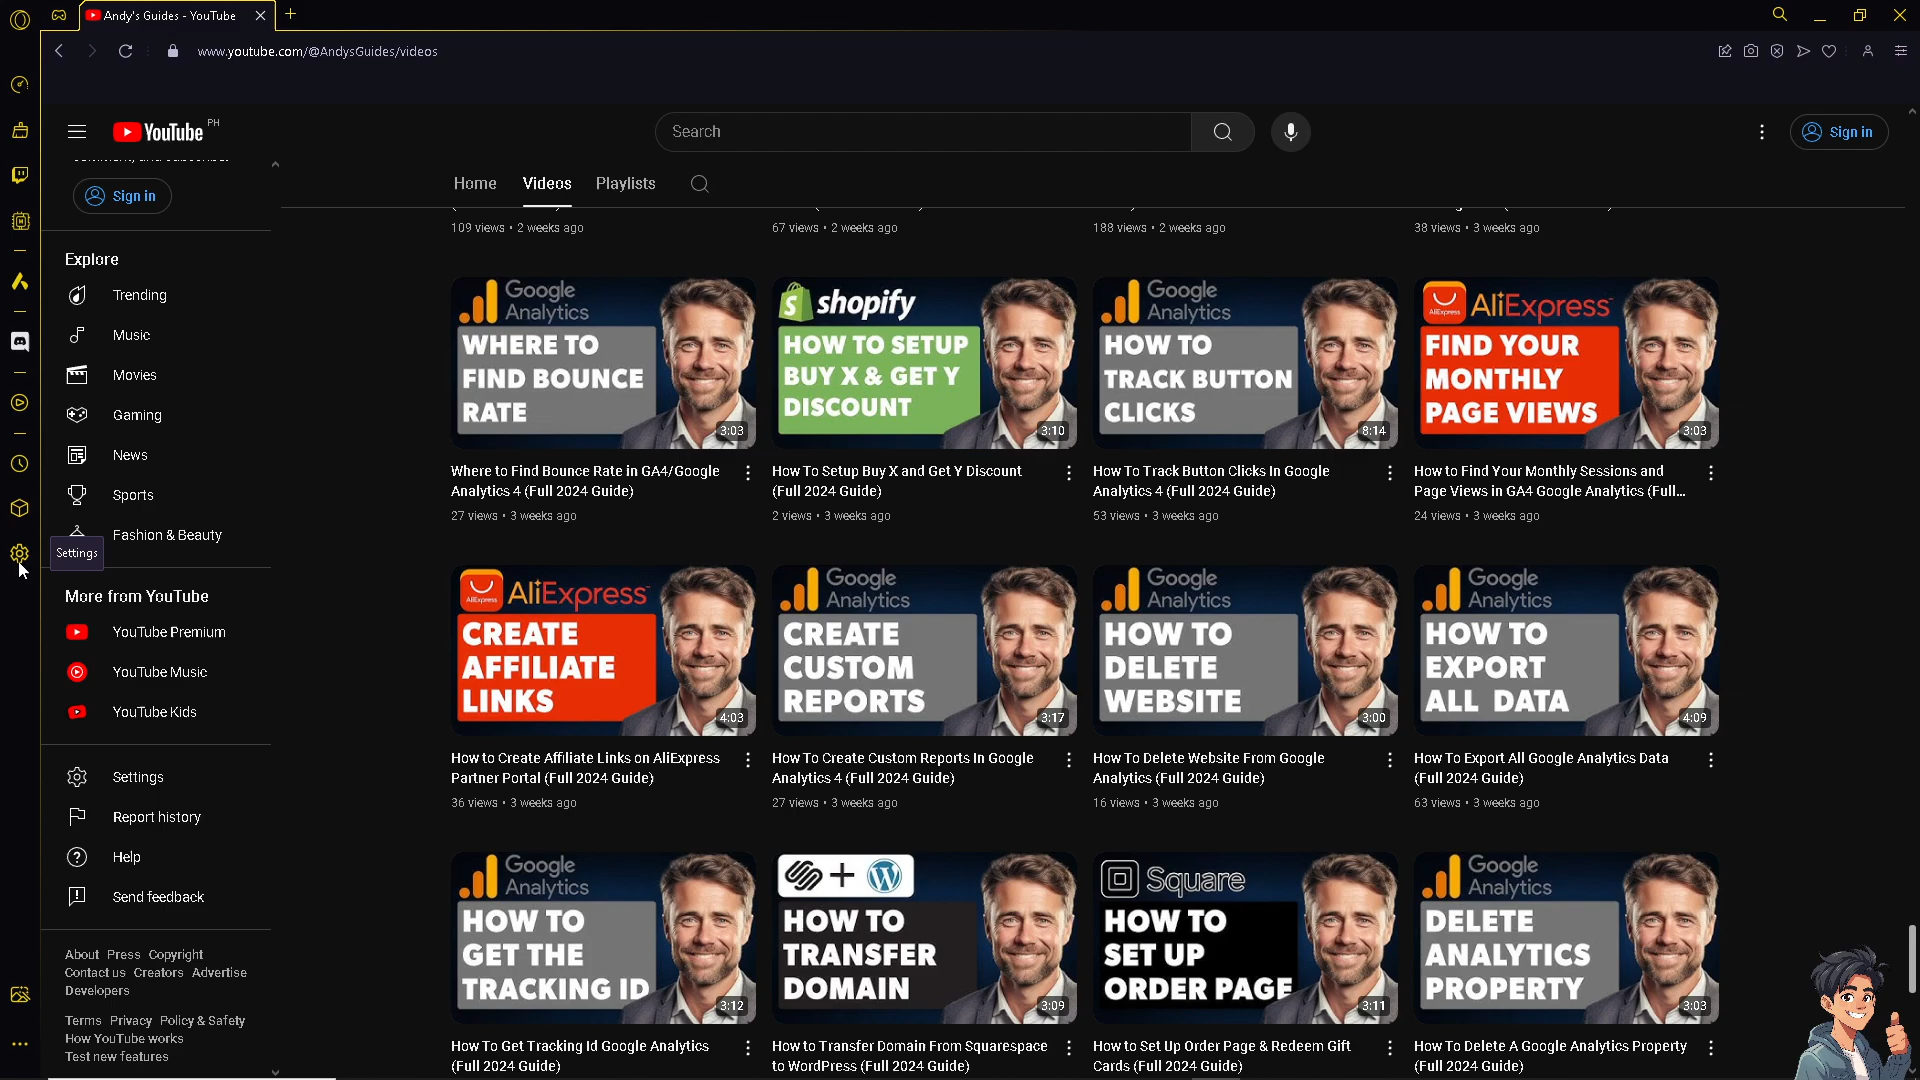 Andy's Guides - YouTube
www.youtube.com/@AndysGuides/videos
YouTube PH
Search
Sign in
Sign in
Home Videos Playlists
109 views • 2 weeks ago
67 views • 2 weeks ago
188 views • 2 weeks ago
38 views • 3 weeks ago
Explore
Trending
Music
Movies
Gaming
News
Sports
Fashion & Beauty
Settings
More from YouTube
YouTube Premium
YouTube Music
YouTube Kids
Settings
Report history
Help
Send feedback
About Press Copyright
Contact us Creators Advertise
Developers
Terms Privacy Policy & Safety
How YouTube works
Test new features
Google
Analytics
WHERE TO
FIND BOUNCE
RATE
3:03
Where to Find Bounce Rate in GA4/Google
Analytics 4 (Full 2024 Guide)
27 views • 3 weeks ago
shopify
HOW TO SETUP
BUY X & GET Y
DISCOUNT
3:10
How To Setup Buy X and Get Y Discount
(Full 2024 Guide)
2 views • 3 weeks ago
Google
Analytics
HOW TO
TRACK BUTTON
CLICKS
8:14
How To Track Button Clicks In Google
Analytics 4 (Full 2024 Guide)
53 views • 3 weeks ago
AliExpress
AliExpress
FIND YOUR
MONTHLY
PAGE VIEWS
3:03
How to Find Your Monthly Sessions and
Page Views in GA4 Google Analytics (Full...
24 views • 3 weeks ago
AliExpress
AliExpress
CREATE
AFFILIATE
LINKS
4:03
How to Create Affiliate Links on AliExpress
Partner Portal (Full 2024 Guide)
36 views • 3 weeks ago
Google
Analytics
CREATE
CUSTOM
REPORTS
3:17
How To Create Custom Reports In Google
Analytics 4 (Full 2024 Guide)
27 views • 3 weeks ago
Google
Analytics
HOW TO
DELETE
WEBSITE
3:00
How To Delete Website From Google
Analytics (Full 2024 Guide)
16 views • 3 weeks ago
Google
Analytics
HOW TO
EXPORT
ALL DATA
4:09
How To Export All Google Analytics Data
(Full 2024 Guide)
63 views • 3 weeks ago
Google
Analytics
HOW TO
GET THE
TRACKING ID
3:12
How To Get Tracking Id Google Analytics
(Full 2024 Guide)
HOW TO
TRANSFER
DOMAIN
3:09
How to Transfer Domain From Squarespace
to WordPress (Full 2024 Guide)
Square
HOW TO
SET UP
ORDER PAGE
3:11
How to Set Up Order Page & Redeem Gift
Cards (Full 2024 Guide)
Google
Analytics
DELETE
ANALYTICS
PROPERTY
3:03
How To Delete A Google Analytics Property
(Full 2024 Guide)